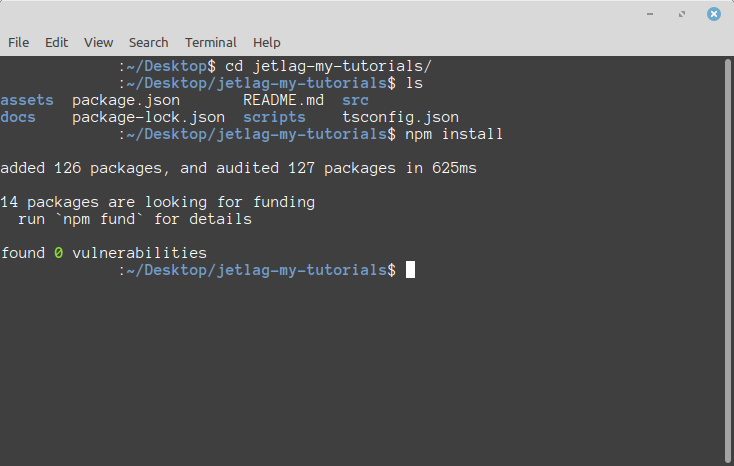 File Edit View Search Terminal Help
:~/Desktop$ cd jetlag-my-tutorials/
:~/Desktop/jetlag-my-tutorials$ ls
assets package.json README.md src
docs package-lock.json scripts tsconfig.json
:~/Desktop/jetlag-my-tutorials$ npm install
added 126 packages, and audited 127 packages in 625ms
14 packages are looking for funding
run `npm fund` for details
found 0 vulnerabilities
:~/Desktop/jetlag-my-tutorials$